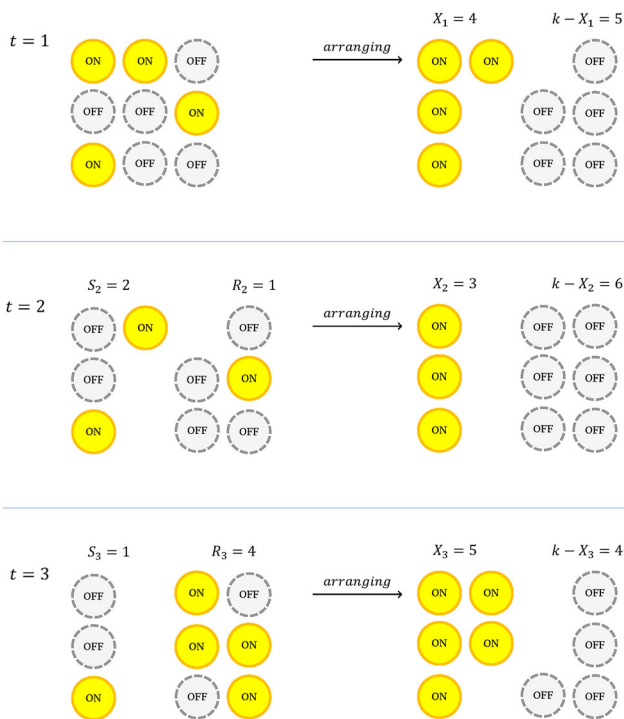 X₁ = 4 k − X₁ = 5
t = 1 arranging
ON ON OFF ON ON OFF
OFF OFF ON ON OFF OFF
ON OFF OFF ON OFF OFF
S₂ = 2 R₂ = 1 X₂ = 3 k − X₂ = 6
t = 2 arranging
OFF ON OFF ON OFF OFF
OFF OFF ON ON OFF OFF
ON OFF OFF ON OFF OFF
S₃ = 1 R₃ = 4 X₃ = 5 k − X₃ = 4
t = 3 arranging
OFF ON OFF ON ON OFF
OFF ON ON ON ON OFF
ON OFF ON ON OFF OFF